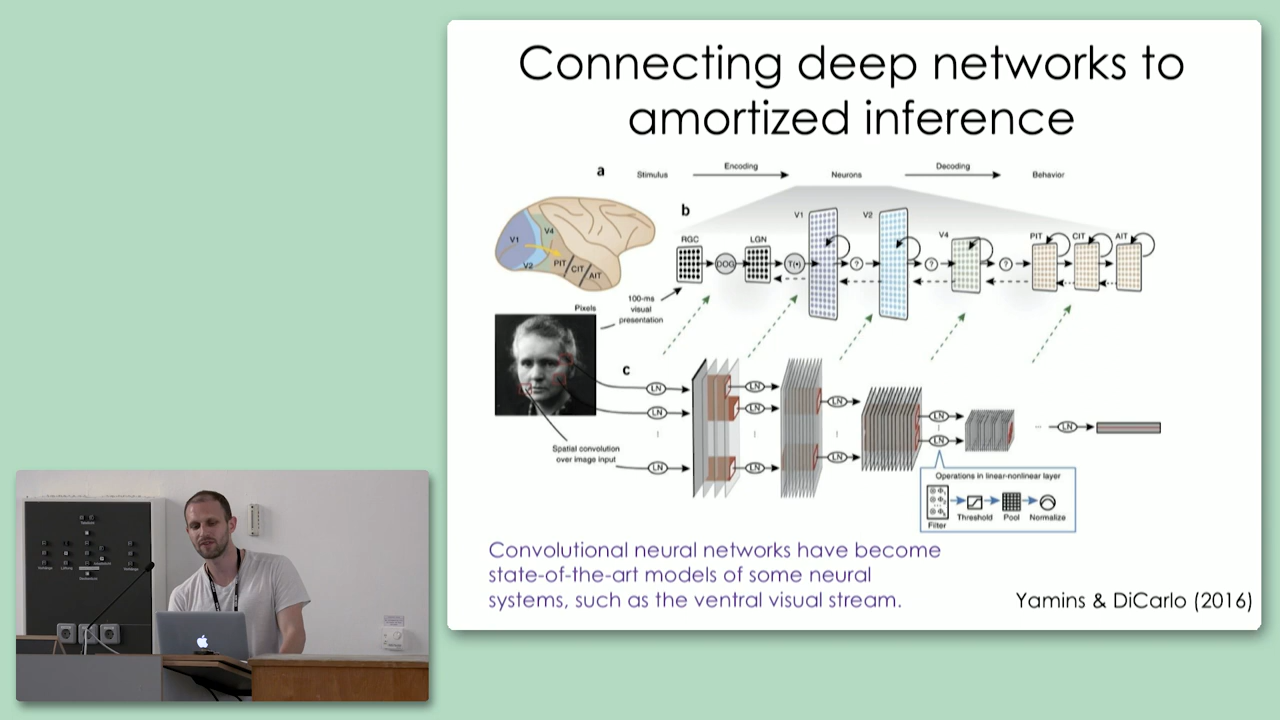 Connecting deep networks to
amortized inference
a
Stimulus
Encoding
Neurons
Decoding
Behavior
b
V1
V4
V2
PIT
CIT
AIT
RGC
DOG
LGN
T(•)
V1
?
V2
?
V4
?
PIT
CIT
AIT
100-ms
visual
presentation
Pixels
c
LN
LN
LN
LN
LN
LN
LN
LN
LN
LN
...
LN
Spatial convolution
over image input
Operations in linear-nonlinear layer
Filter
Threshold
Pool
Normalize
Convolutional neural networks have become
state-of-the-art models of some neural
systems, such as the ventral visual stream.
Yamins & DiCarlo (2016)